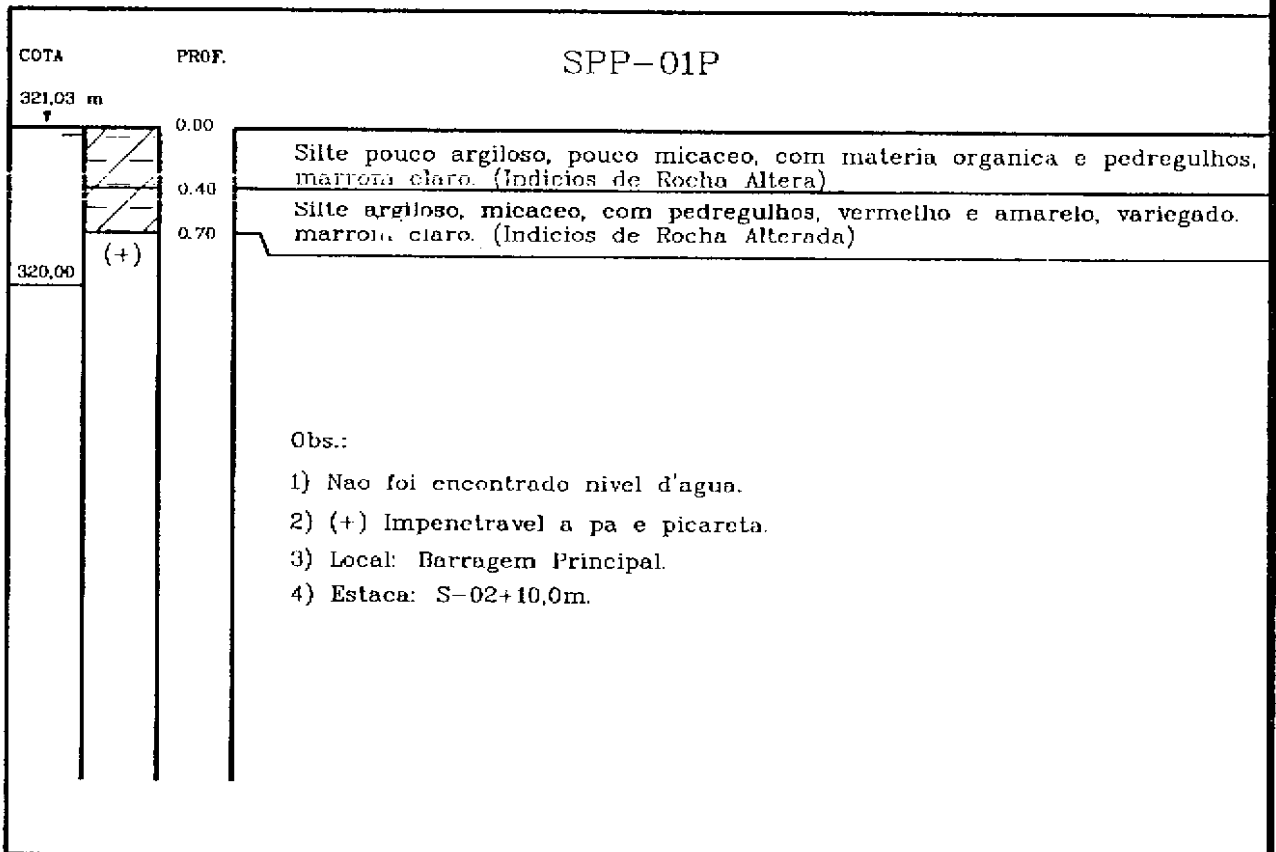 COTA PROF. SPP-01P
321,03 m
0.00
Silte pouco argiloso, pouco micaceo, com materia organica e pedregulhos,
marrom claro. (Indicios de Rocha Altera)
0.40
Silte argiloso, micaceo, com pedregulhos, vermelho e amarelo, variegado.
marrom claro. (Indicios de Rocha Alterada)
0.70
(+)
320,00
Obs.:
1) Nao foi encontrado nivel d'agua.
2) (+) Impenetravel a pa e picareta.
3) Local: Barragem Principal.
4) Estaca: S-02+10,0m.